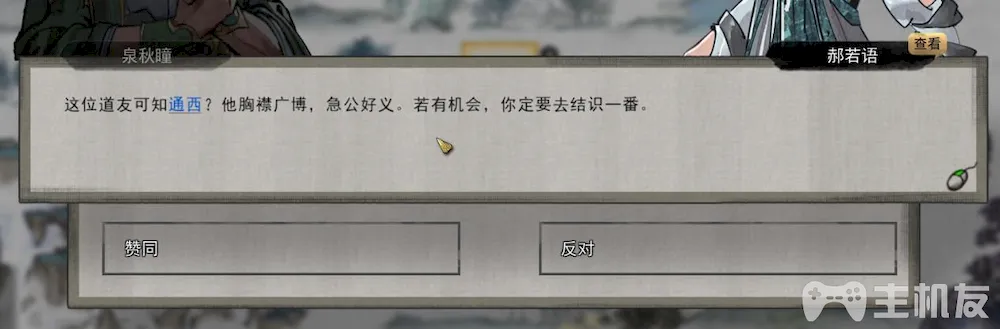 泉秋瞳
郝若语
查看
这位道友可知通西？他胸襟广博，急公好义。若有机会，你定要去结识一番。
赞同
反对
主机友